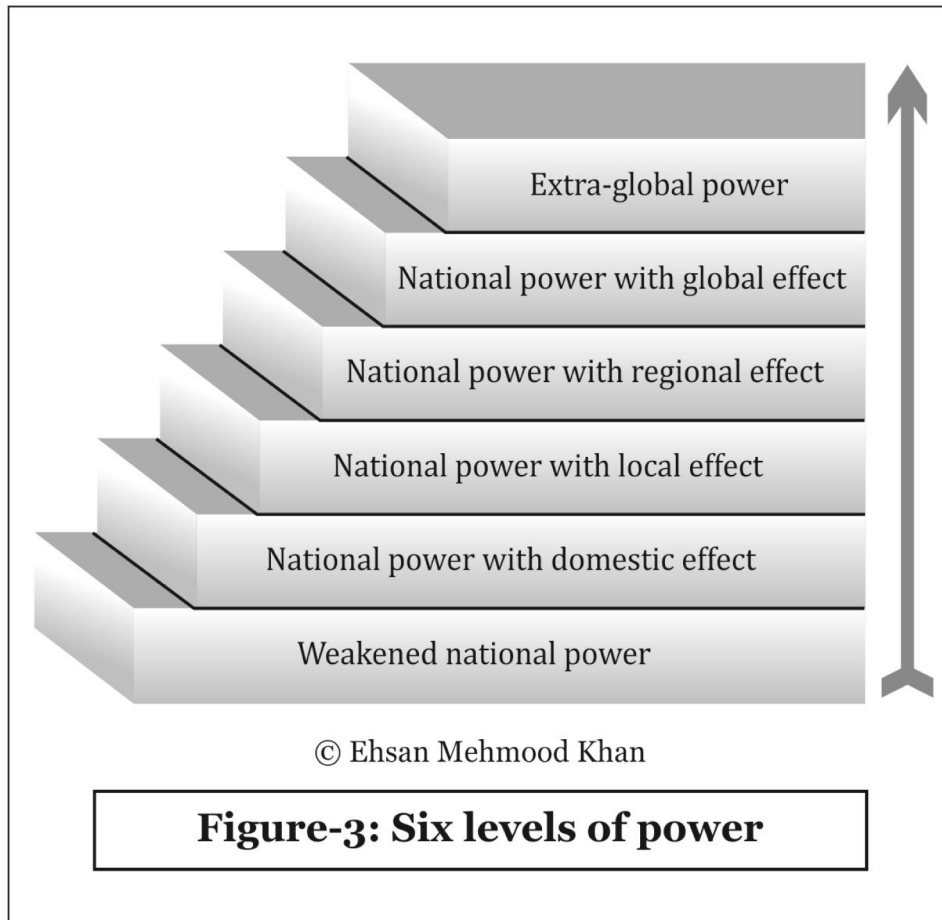 Extra-global power
National power with global effect
National power with regional effect
National power with local effect
National power with domestic effect
Weakened national power
© Ehsan Mehmood Khan
Figure-3: Six levels of power